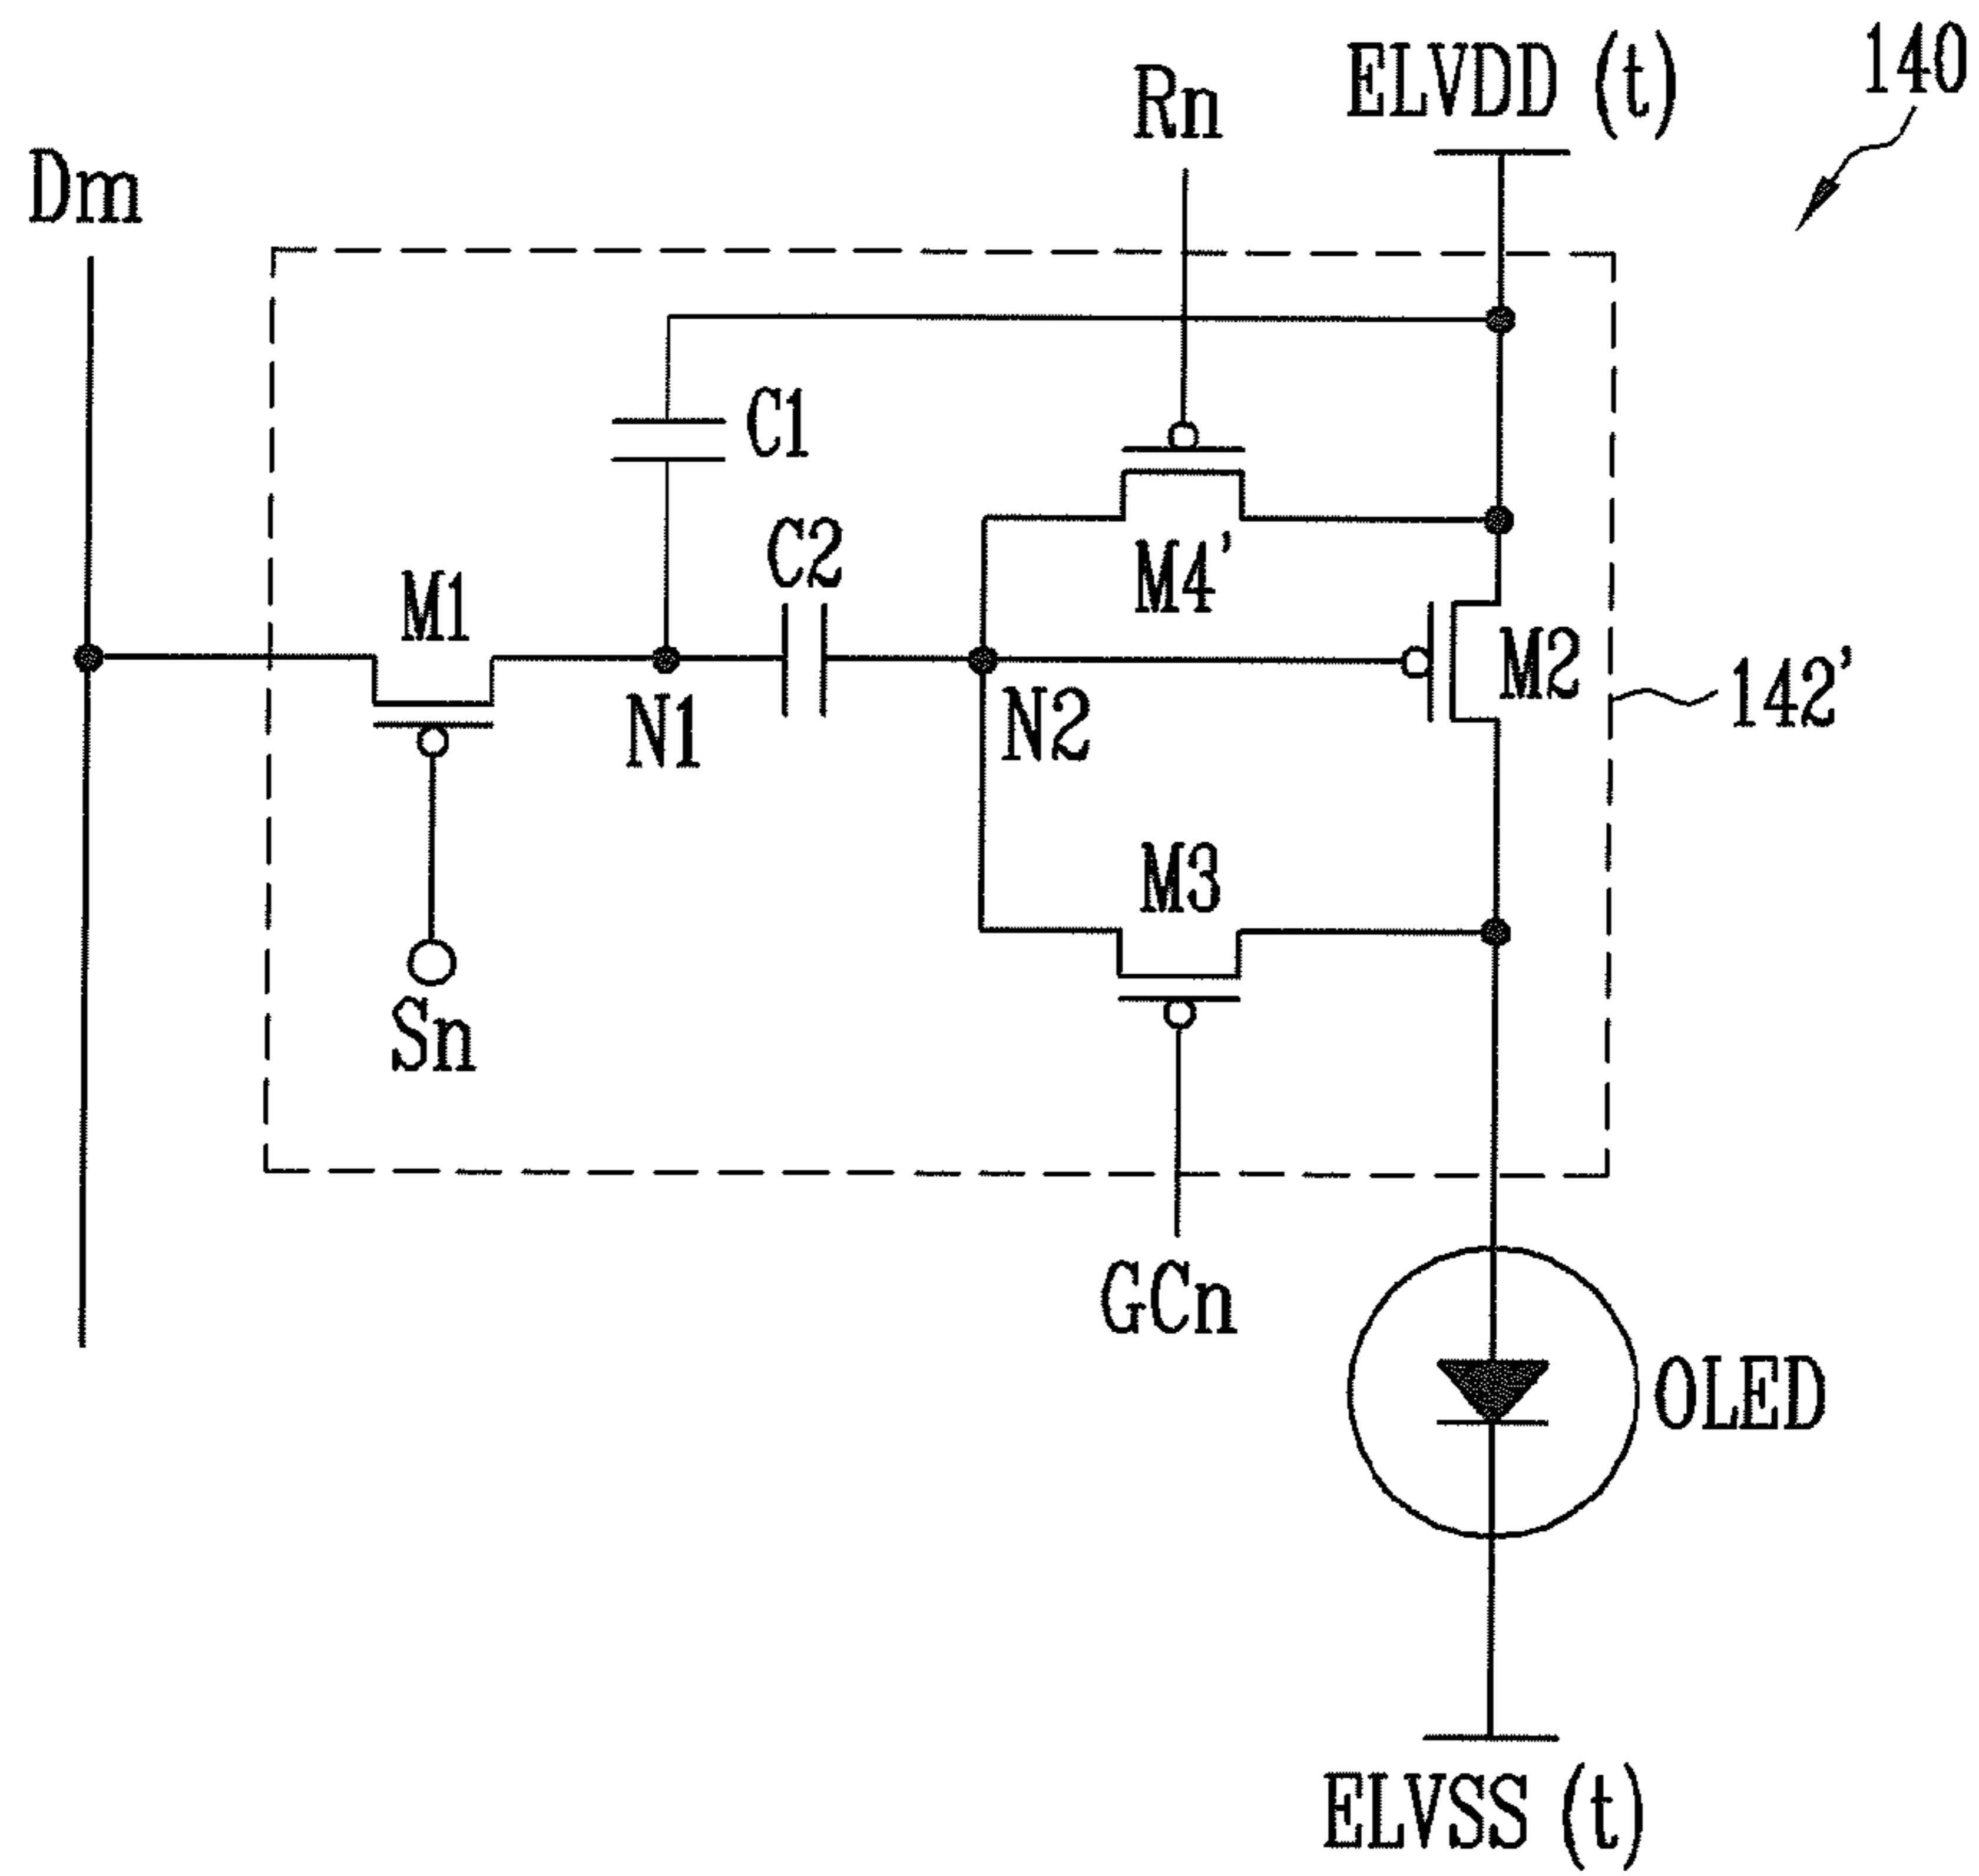 140
ELVDD (t)
Rn
Dm
C1
C2
M4'
M1
M2
142'
N1
N2
M3
Sn
GCn
OLED
ELVSS (t)